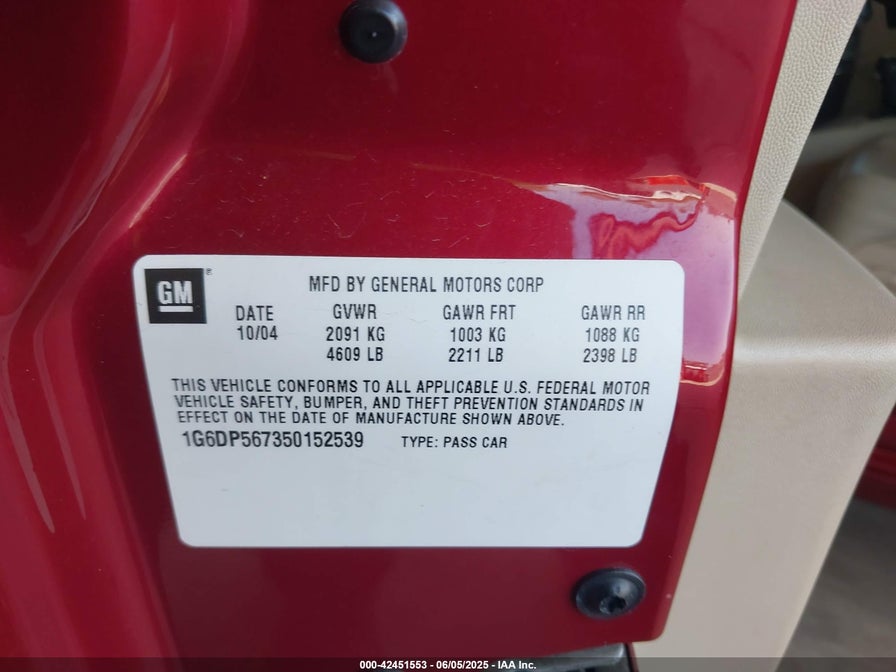 GM®
MFD BY GENERAL MOTORS CORP
DATE GVWR GAWR FRT GAWR RR
10/04 2091 KG 1003 KG 1088 KG
4609 LB 2211 LB 2398 LB
THIS VEHICLE CONFORMS TO ALL APPLICABLE U.S. FEDERAL MOTOR
VEHICLE SAFETY, BUMPER, AND THEFT PREVENTION STANDARDS IN
EFFECT ON THE DATE OF MANUFACTURE SHOWN ABOVE.
1G6DP567350152539 TYPE: PASS CAR
000-42451553 - 06/05/2025 - IAA Inc.